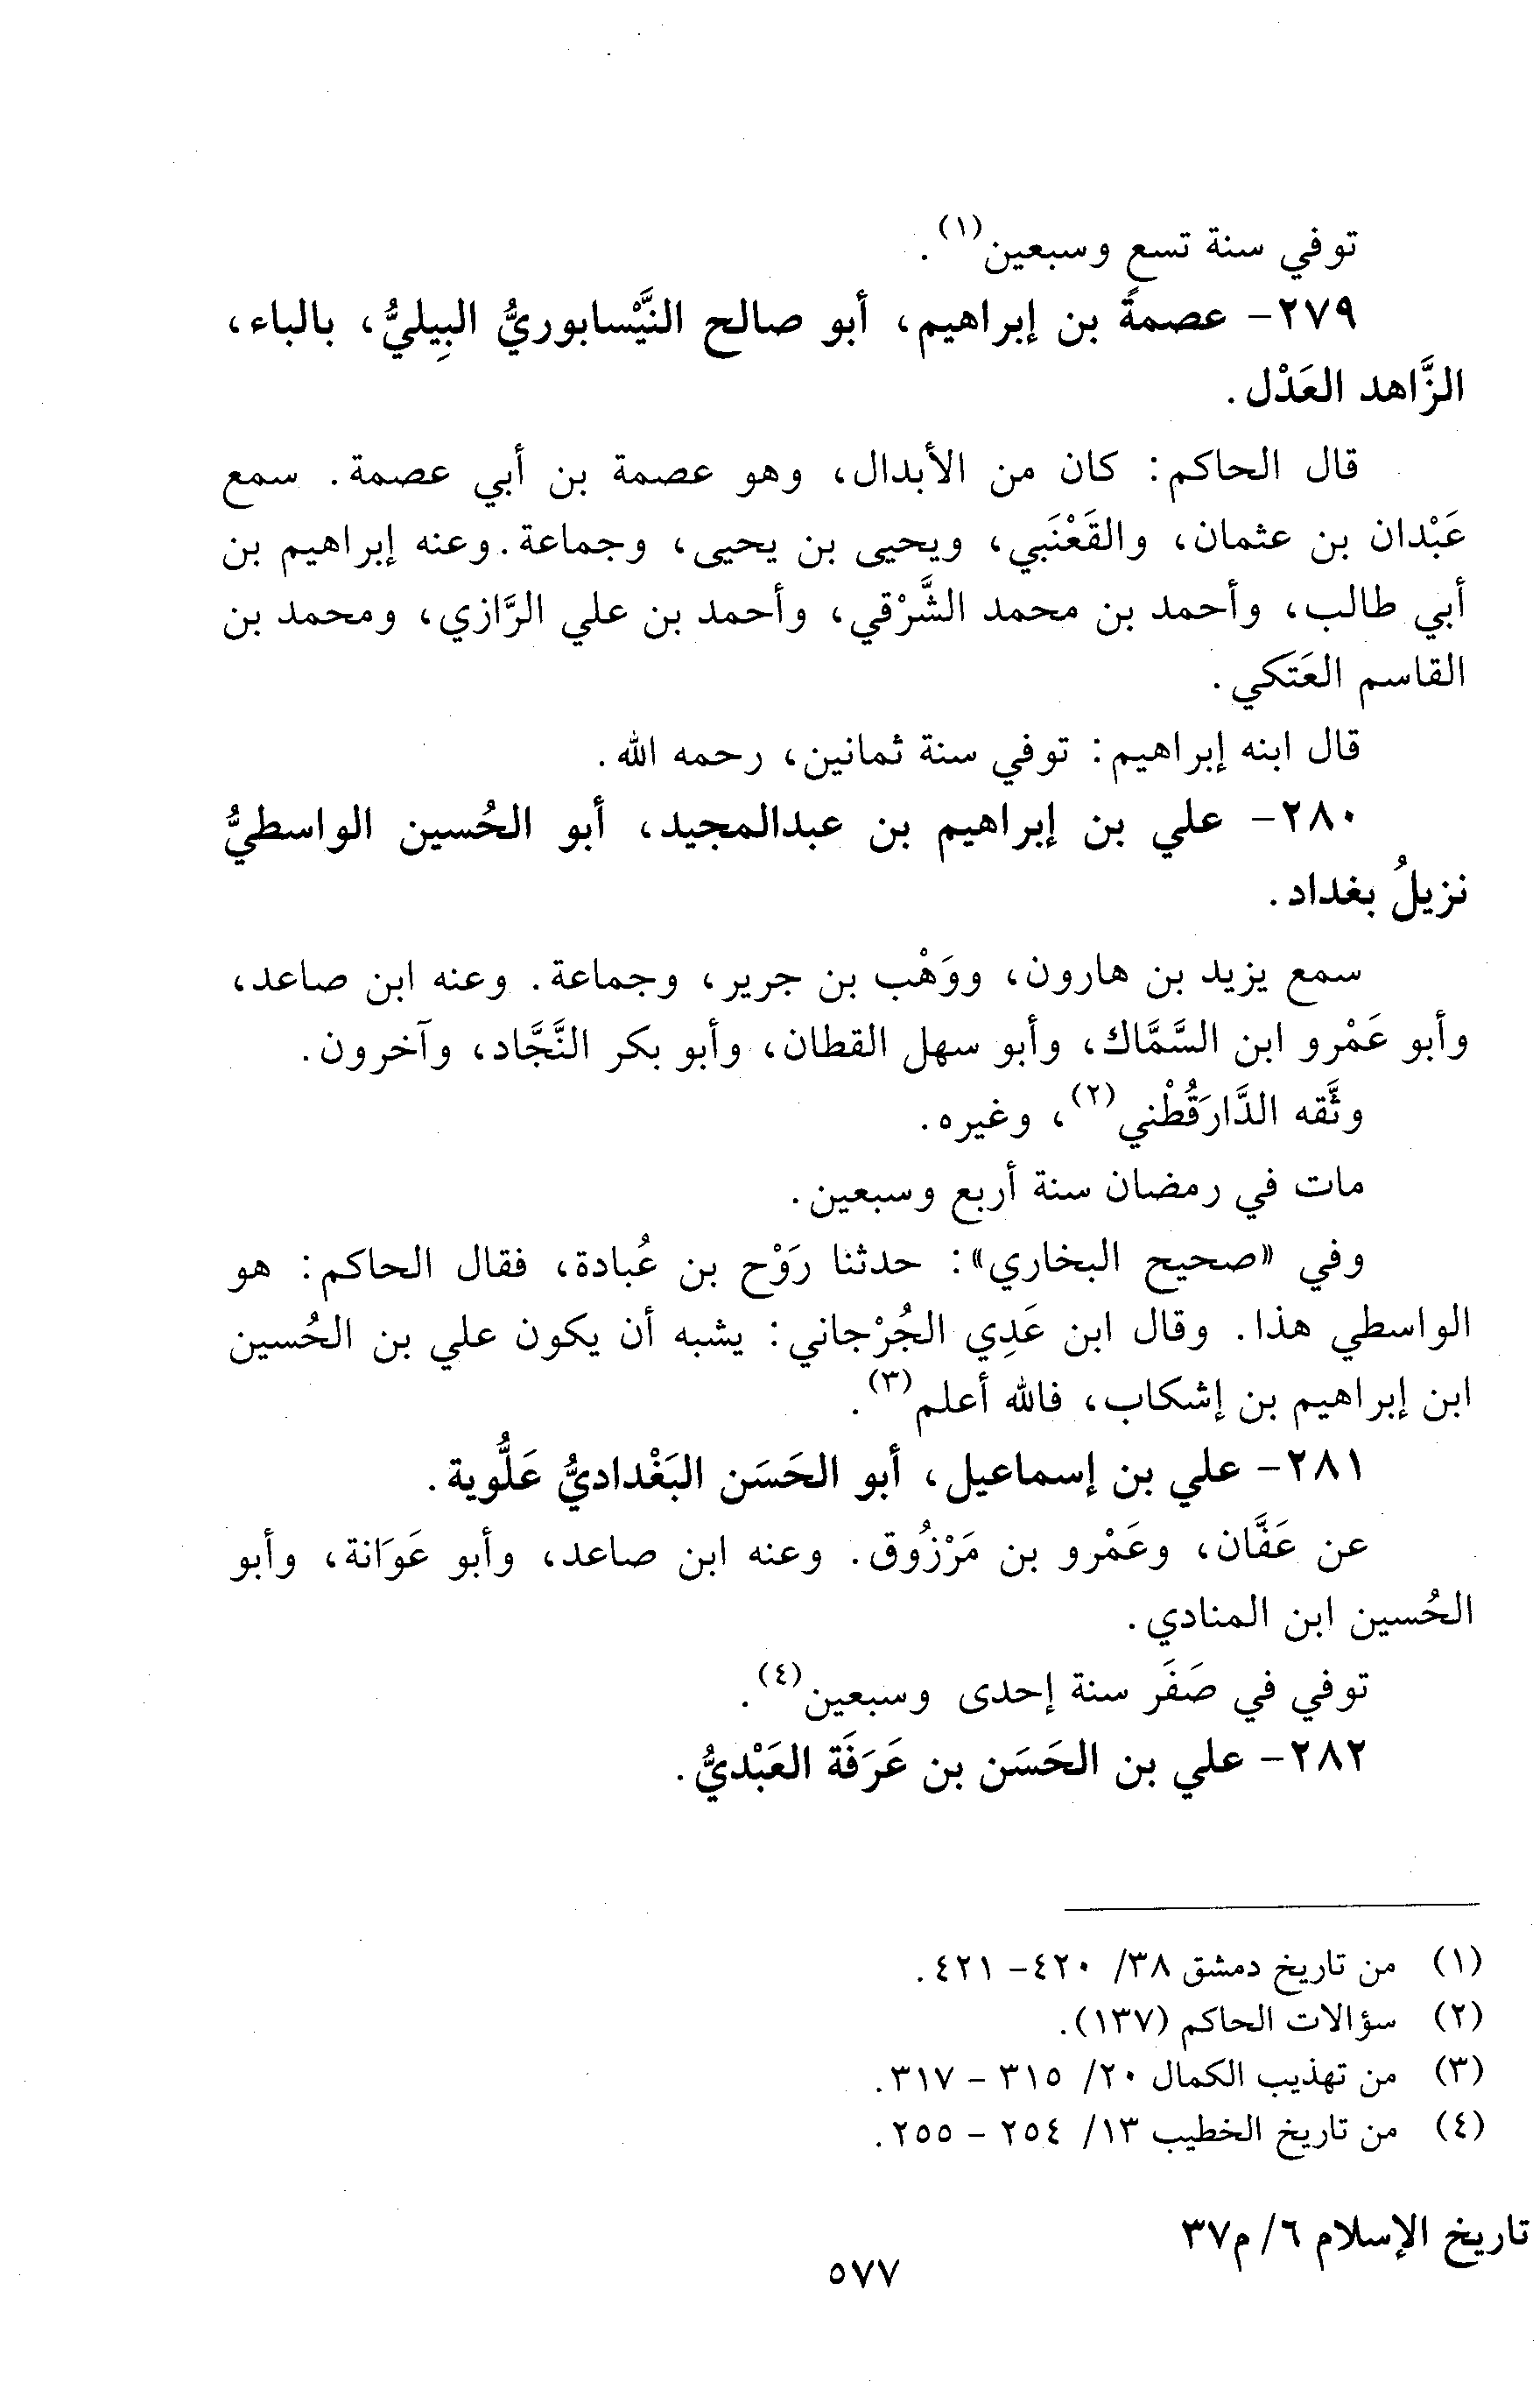 توفي سنة تسع وسبعين(١).
٢٧٩- عصمةُ بن إبراهيم، أبو صالح النَّيْسابوريُّ البِيليُّ، بالباء،
الزَّاهد العَدْل.
قال الحاكم: كان من الأبدال، وهو عصمة بن أبي عصمة. سمع
عَبْدان بن عثمان، والقَعْنَبي، ويحيى بن يحيى، وجماعة. وعنه إبراهيم بن
أبي طالب، وأحمد بن محمد الشَّرْقي، وأحمد بن علي الرَّازي، ومحمد بن
القاسم العَتَكي.
قال ابنه إبراهيم: توفي سنة ثمانين، رحمه الله.
٢٨٠- علي بن إبراهيم بن عبدالمجيد، أبو الحُسين الواسطيُّ
نزيلُ بغداد.
سمع يزيد بن هارون، ووَهْب بن جرير، وجماعة. وعنه ابن صاعد،
وأبو عَمْرو ابن السَّمَّاك، وأبو سهل القطان، وأبو بكر النَّجَّاد، وآخرون.
وثَّقه الدَّارَقُطْني(٢)، وغيره.
مات في رمضان سنة أربع وسبعين.
وفي «صحيح البخاري»: حدثنا رَوْح بن عُبادة، فقال الحاكم: هو
الواسطي هذا. وقال ابن عَدِي الجُرْجاني: يشبه أن يكون علي بن الحُسين
ابن إبراهيم بن إشكاب، فالله أعلم(٣).
٢٨١- علي بن إسماعيل، أبو الحَسَن البَغْداديُّ عَلُّوية.
عن عَفَّان، وعَمْرو بن مَرْزُوق. وعنه ابن صاعد، وأبو عَوَانة، وأبو
الحُسين ابن المنادي.
توفي في صَفَر سنة إحدى وسبعين(٤).
٢٨٢- علي بن الحَسَن بن عَرَفَة العَبْديُّ.
(١) من تاريخ دمشق ٣٨/ ٤٢٠- ٤٢١.
(٢) سؤالات الحاكم (١٣٧).
(٣) من تهذيب الكمال ٢٠/ ٣١٥ - ٣١٧.
(٤) من تاريخ الخطيب ١٣/ ٢٥٤ - ٢٥٥.
تاريخ الإسلام ٦/ م٣٧
٥٧٧